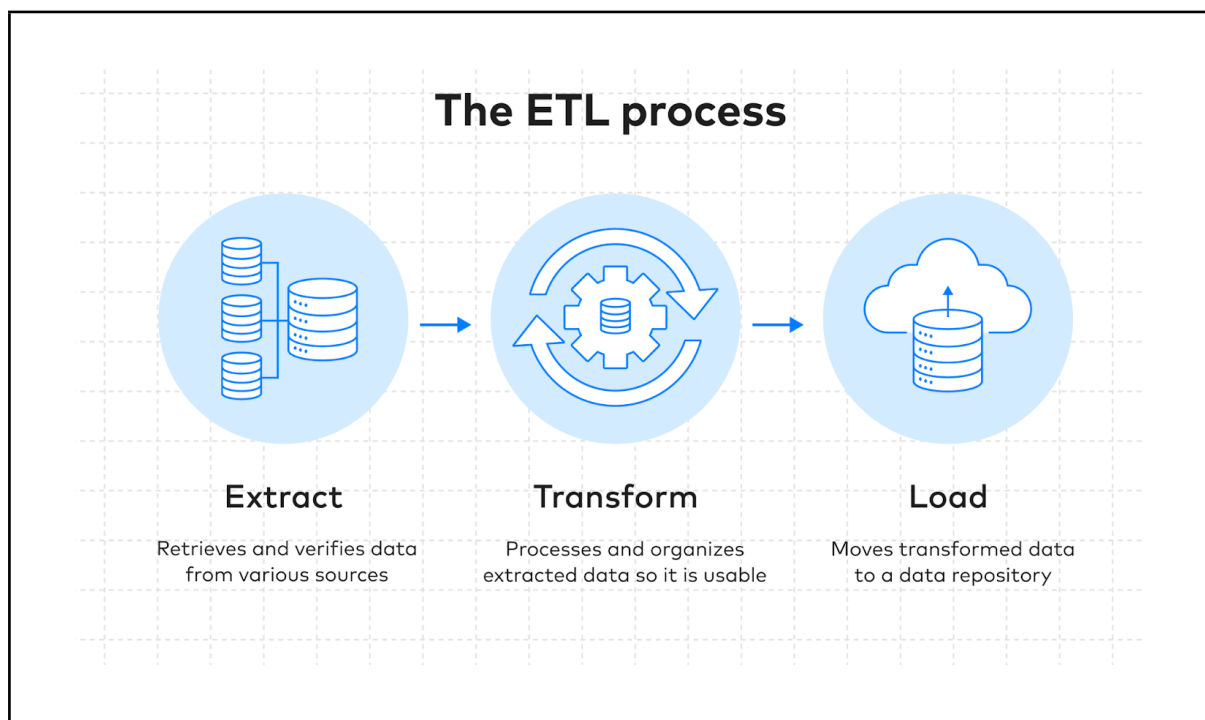 The ETL process
Extract
Retrieves and verifies data
from various sources
Transform
Processes and organizes
extracted data so it is usable
Load
Moves transformed data
to a data repository